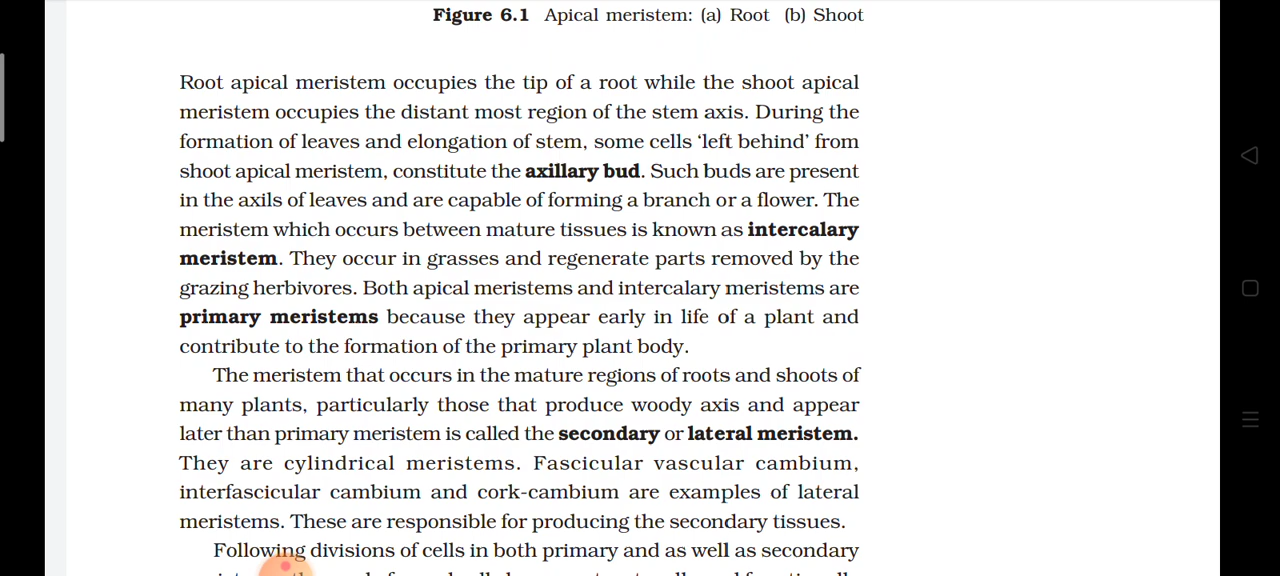 Figure 6.1 Apical meristem: (a) Root (b) Shoot
Root apical meristem occupies the tip of a root while the shoot apical
meristem occupies the distant most region of the stem axis. During the
formation of leaves and elongation of stem, some cells ‘left behind’ from
shoot apical meristem, constitute the axillary bud. Such buds are present
in the axils of leaves and are capable of forming a branch or a flower. The
meristem which occurs between mature tissues is known as intercalary
meristem. They occur in grasses and regenerate parts removed by the
grazing herbivores. Both apical meristems and intercalary meristems are
primary meristems because they appear early in life of a plant and
contribute to the formation of the primary plant body.
The meristem that occurs in the mature regions of roots and shoots of
many plants, particularly those that produce woody axis and appear
later than primary meristem is called the secondary or lateral meristem.
They are cylindrical meristems. Fascicular vascular cambium,
interfascicular cambium and cork-cambium are examples of lateral
meristems. These are responsible for producing the secondary tissues.
Following divisions of cells in both primary and as well as secondary